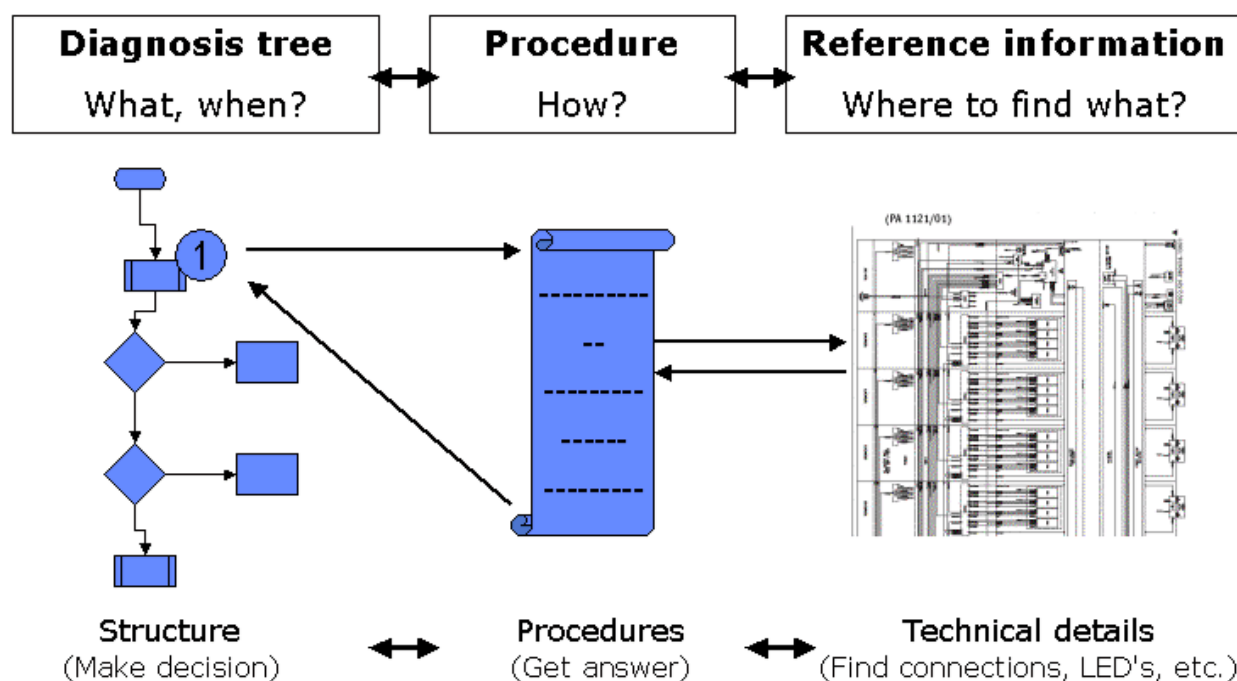 Diagnosis tree
What, when?
Procedure
How?
Reference information
Where to find what?
1
(PA 1121/01)
Structure
(Make decision)
Procedures
(Get answer)
Technical details
(Find connections, LED's, etc.)